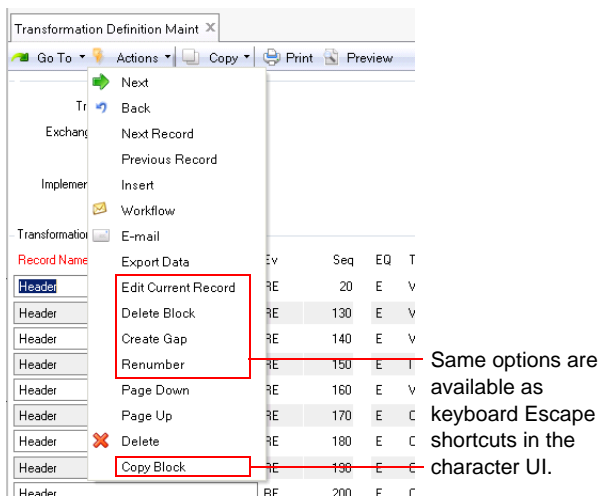 Transformation Definition Maint X
Go To Actions Copy Print Preview
Next
Tr Back
Exchang Next Record
Previous Record
Implemen Insert
Workflow
Transformation E-mail
Record Name Export Data Ev Seq EQ T
Header Edit Current Record RE 20 E V
Header Delete Block RE 130 E V
Header Create Gap RE 140 E V
Header Renumber RE 150 E T
Header Page Down RE 160 E V
Header Page Up RE 170 E C
Header Delete RE 180 E C
Header Copy Block RE 190 E C
Header RE 200 E C
Same options are
available as
keyboard Escape
shortcuts in the
character UI.